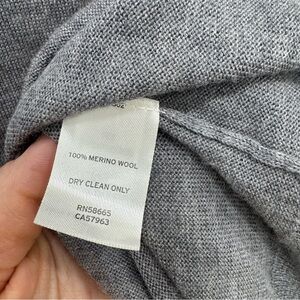 100% MERINO WOOL
DRY CLEAN ONLY
RN58665
CA57963